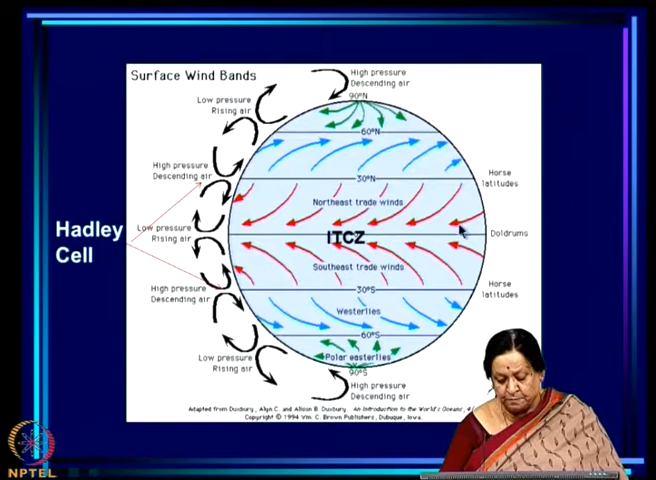 Surface Wind Bands
High pressure
Descending air
90°N
Low pressure
Rising air
60°N
High pressure
Descending air
30°N
Horse
latitudes
Northeast trade winds
Hadley
Cell
Low pressure
Rising air
ITCZ
Doldrums
Southeast trade winds
High pressure
Descending air
30°S
Horse
latitudes
Westerlies
60°S
Low pressure
Rising air
Polar easterlies
90°S
High pressure
Descending air
Adapted from Duxbury, Alyn C. and Alison B. Duxbury. An Introduction to the World's Oceans, 4
Copyright © 1994 Wm. C. Brown Publishers, Dubuque, Iowa.
NPTEL